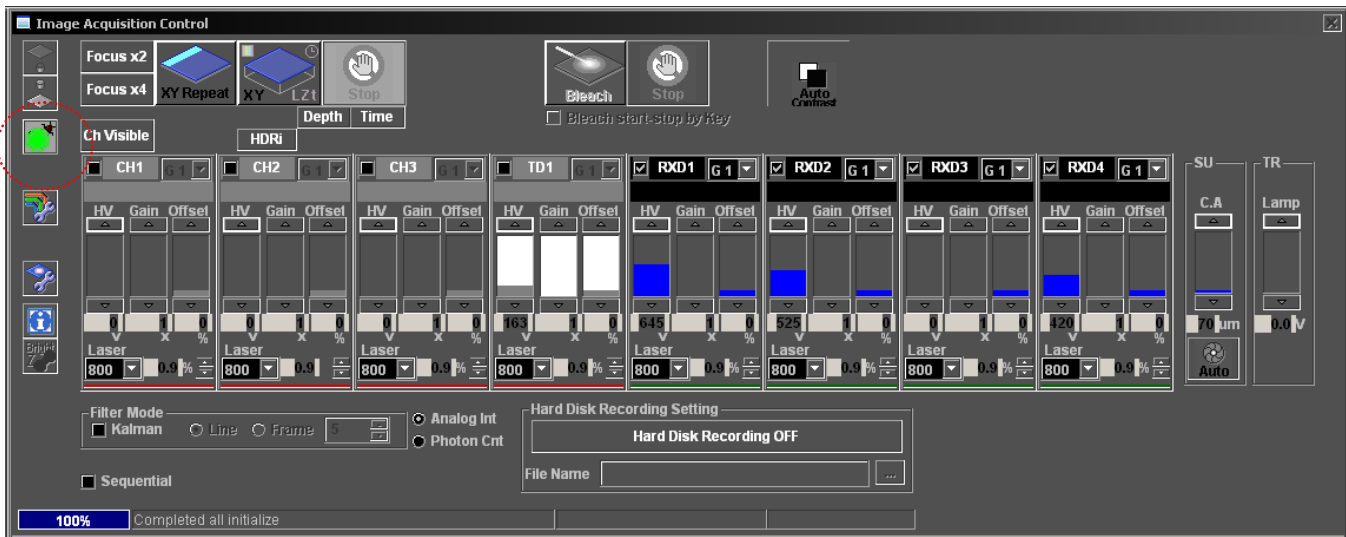 Image Acquisition Control
Focus x2
Focus x4
XY Repeat
XY LZt
Stop
Depth Time
Bleach
Stop
Bleach start-stop by Key
Auto
Contrast
Ch Visible
HDRi
CH1 G 1 CH2 G 1 CH3 G 1 TD1 G 1 RXD1 G 1 RXD2 G 1 RXD3 G 1 RXD4 G 1 SU TR
HV Gain Offset HV Gain Offset HV Gain Offset HV Gain Offset HV Gain Offset HV Gain Offset HV Gain Offset HV Gain Offset C.A Lamp
0 1 0 0 1 0 0 1 0 163 1 0 645 1 0 525 1 0 0 1 0 420 1 0 70 um 0.0 V
V x % V x % V x % V x % V x % V x % V x % V x %
Laser Laser Laser Laser Laser Laser Laser Laser
800 0.9 % 800 0.9 800 0.9 % 800 0.9 % 800 0.9 % 800 0.9 % 800 0.9 % 800 0.9 % Auto
Bright
Z
Filter Mode
Kalman Line Frame 5
Analog Int
Photon Cnt
Sequential
Hard Disk Recording Setting
Hard Disk Recording OFF
File Name ...
100% Completed all initialize